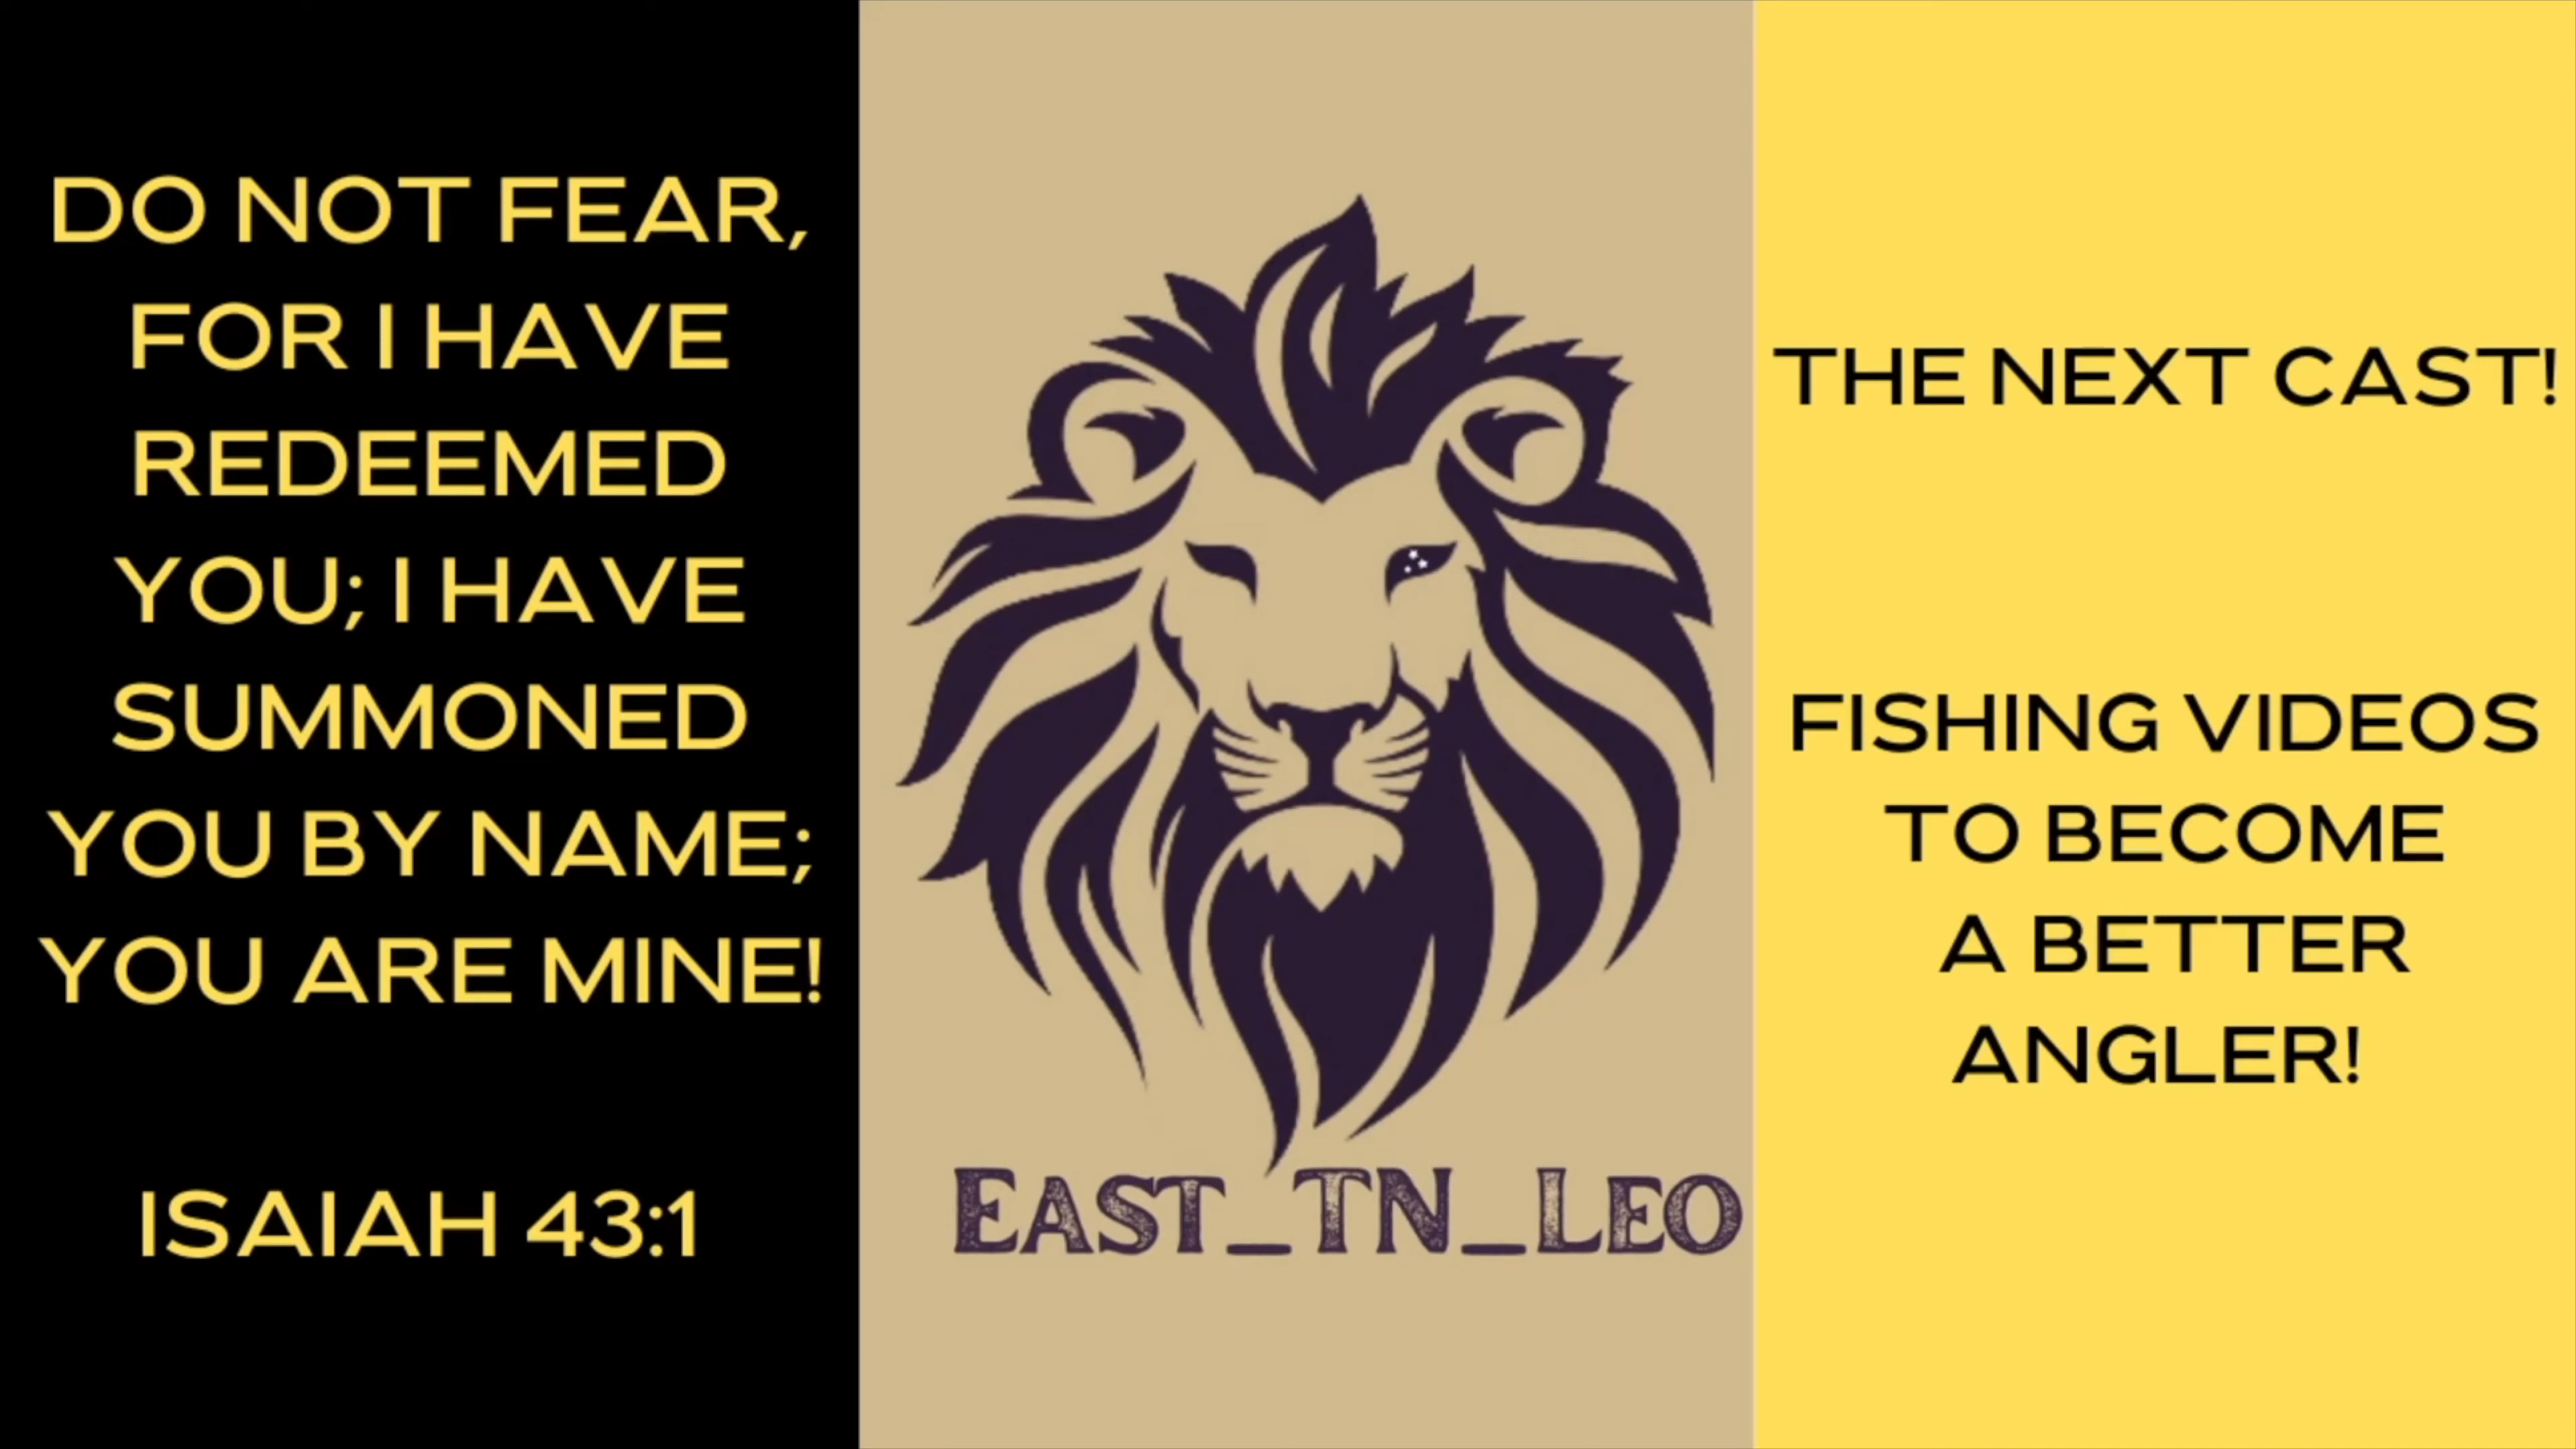 DO NOT FEAR,
FOR I HAVE
REDEEMED
YOU; I HAVE
SUMMONED
YOU BY NAME;
YOU ARE MINE!
ISAIAH 43:1
EAST_TN_LEO
THE NEXT CAST!
FISHING VIDEOS
TO BECOME
A BETTER
ANGLER!